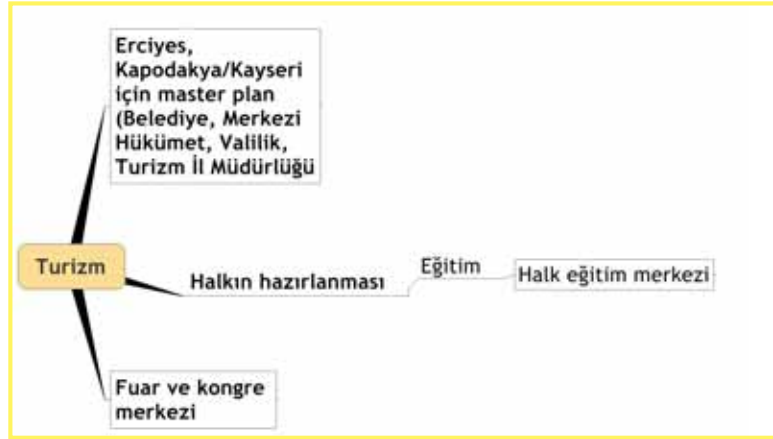 Erciyes,
Kapodakya/Kayseri
için master plan
(Belediye, Merkezi
Hükümet, Valilik,
Turizm İl Müdürlüğü
Turizm
Halkın hazırlanması
Eğitim
Halk eğitim merkezi
Fuar ve kongre
merkezi